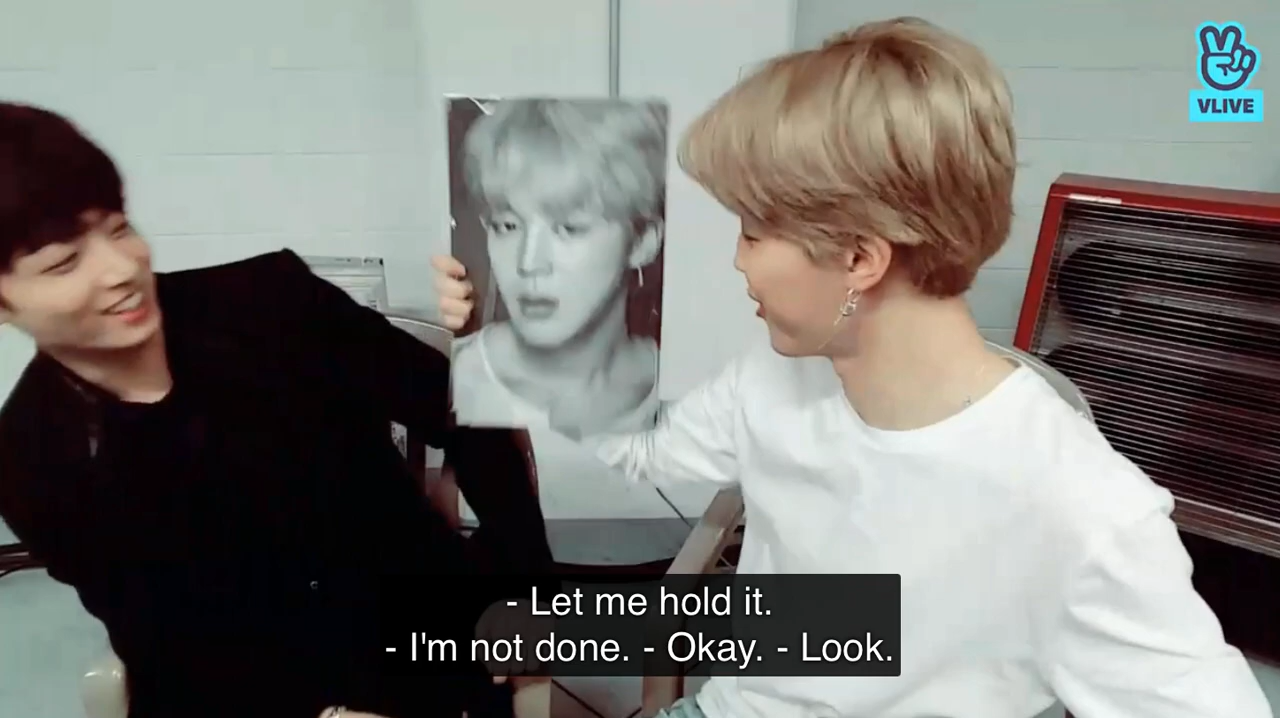 VLIVE
- Let me hold it.
- I'm not done. - Okay. - Look.